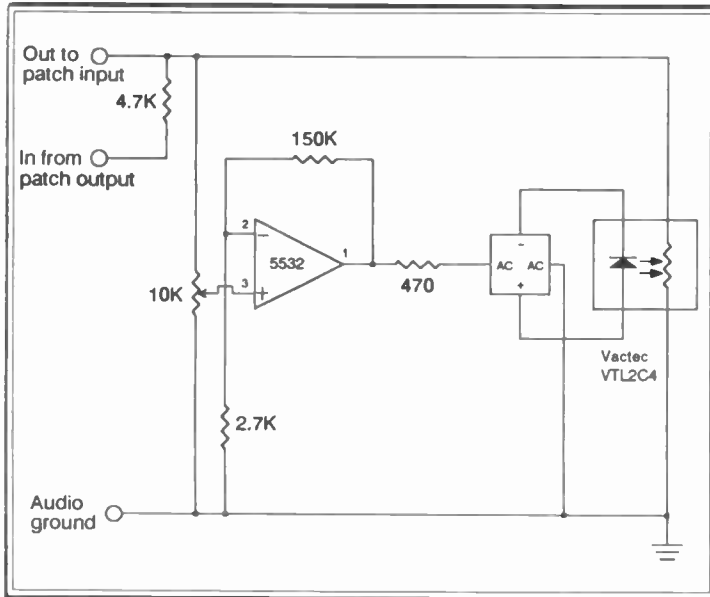 Out to
patch input
4.7K
In from
patch output
150K
2
5532
1
3
10K
470
AC
AC
-
+
Vactec
VTL2C4
2.7K
Audio
ground